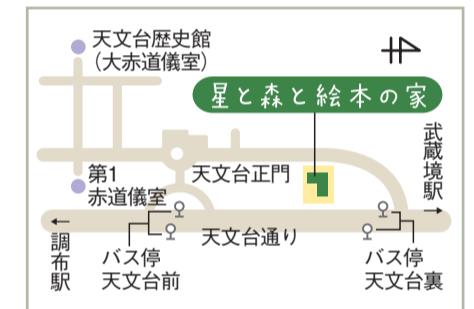 天文台歴史館
（大赤道儀室）
星と森と絵本の家
武蔵境駅
→
第1
赤道儀室
天文台正門
←
調布駅
天文台通り
バス停
天文台前
バス停
天文台裏